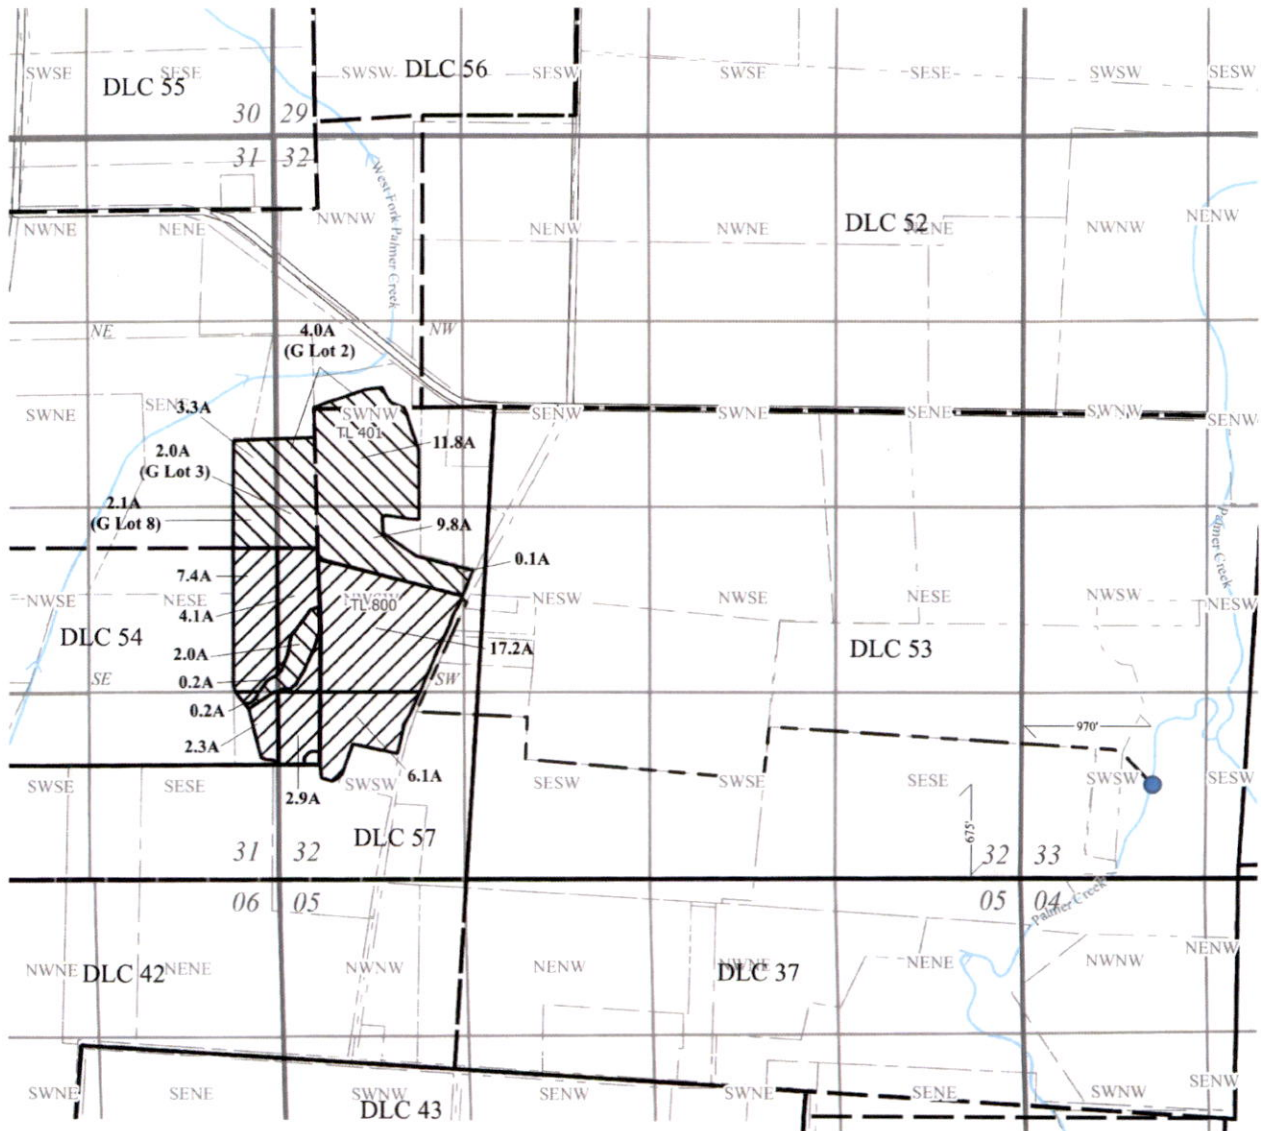 DLC 56
SWSE
SESE
SWSW
SESW
SWSE
SESE
SWSW
SESW
DLC 55
30 29
31 32
West Fork Palmer Creek
NWNW
DLC 52
NENW
NWNE
NENE
NENW
NWNE
NENE
NWNW
NE
4.0A
(G Lot 2)
NW
SENE
3.3A
SWNE
SWNW
SENW
SWNE
SENE
SWNW
SENW
TL 401
11.8A
2.0A
(G Lot 3)
2.1A
(G Lot 8)
9.8A
Palmer Creek
0.1A
7.4A
NWSE
NESE
NWSW
TL 800
NESW
NWSE
NESE
NWSW
NESW
4.1A
DLC 54
2.0A
17.2A
DLC 53
SE
0.2A
SW
0.2A
970'
2.3A
6.1A
SWSE
SESE
SWSW
SESW
SWSE
SESE
SWSW
SESW
2.9A
675'
DLC 57
31 32
32 33
06 05
05 04
Palmer Creek
NENW
NWNE
DLC 42
NENE
NWNW
NENW
NWNE
DLC 37
NENE
NWNW
SWNE
SENE
SWNW
SENW
SWNE
SENE
SWNW
SENW
DLC 43